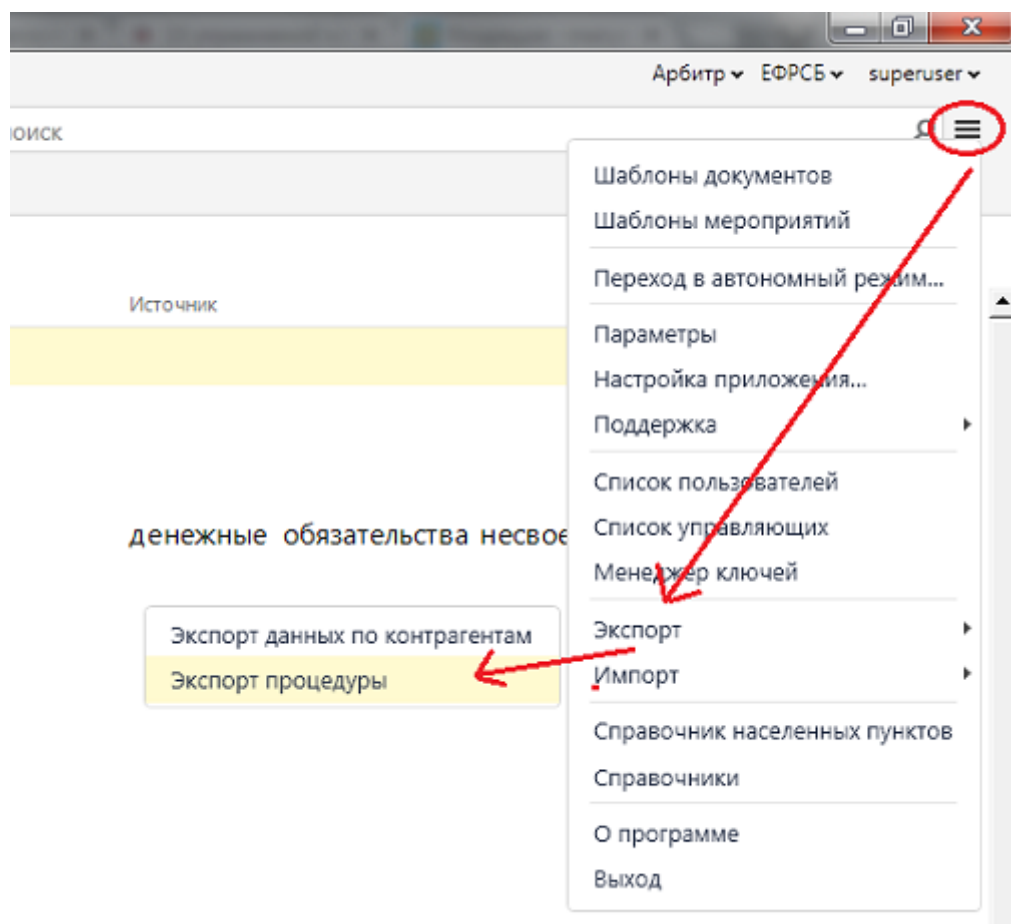 Арбитр ЕФРСБ superuser
Шаблоны документов
Шаблоны мероприятий
Переход в автономный режим...
Источник
Параметры
Настройка приложения...
Поддержка
Список пользователей
Список управляющих
денежные обязательства несвое
Менеджер ключей
Экспорт
Экспорт данных по контрагентам
Экспорт процедуры
Импорт
Справочник населенных пунктов
Справочники
О программе
Выход